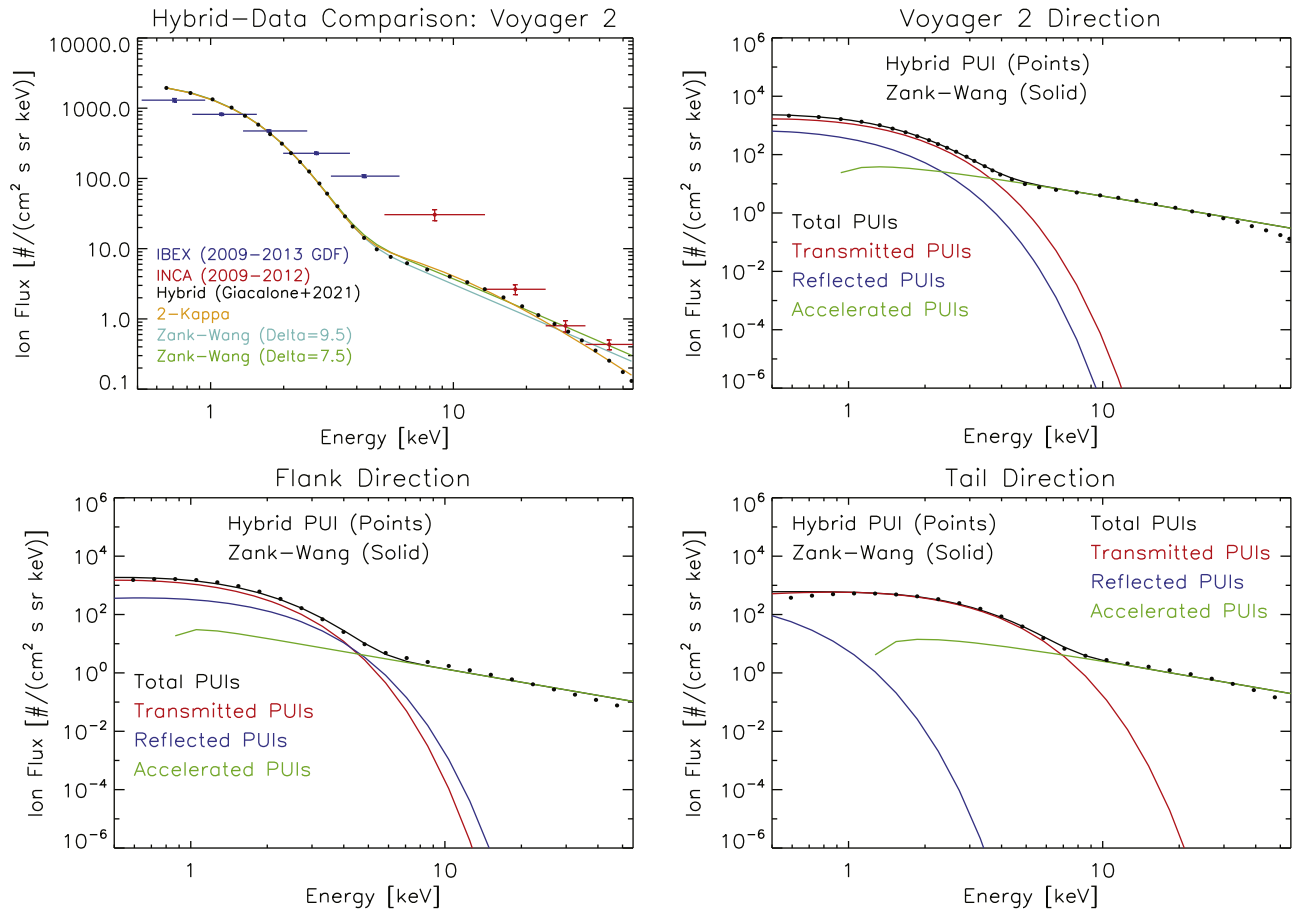 Hybrid-Data Comparison: Voyager 2
10000.0
1000.0
100.0
10.0
1.0
0.1
Ion Flux [#/(cm² s sr keV)]
IBEX (2009-2013 GDF)
INCA (2009-2012)
Hybrid (Giacalone+2021)
2-Kappa
Zank-Wang (Delta=9.5)
Zank-Wang (Delta=7.5)
1
10
Energy [keV]
Voyager 2 Direction
10⁶
10⁴
10²
10⁰
10⁻²
10⁻⁴
10⁻⁶
Ion Flux [#/(cm² s sr keV)]
Hybrid PUI (Points)
Zank-Wang (Solid)
Total PUIs
Transmitted PUIs
Reflected PUIs
Accelerated PUIs
1
10
Energy [keV]
Flank Direction
10⁶
10⁴
10²
10⁰
10⁻²
10⁻⁴
10⁻⁶
Ion Flux [#/(cm² s sr keV)]
Hybrid PUI (Points)
Zank-Wang (Solid)
Total PUIs
Transmitted PUIs
Reflected PUIs
Accelerated PUIs
1
10
Energy [keV]
Tail Direction
10⁶
10⁴
10²
10⁰
10⁻²
10⁻⁴
10⁻⁶
Ion Flux [#/(cm² s sr keV)]
Hybrid PUI (Points)
Zank-Wang (Solid)
Total PUIs
Transmitted PUIs
Reflected PUIs
Accelerated PUIs
1
10
Energy [keV]